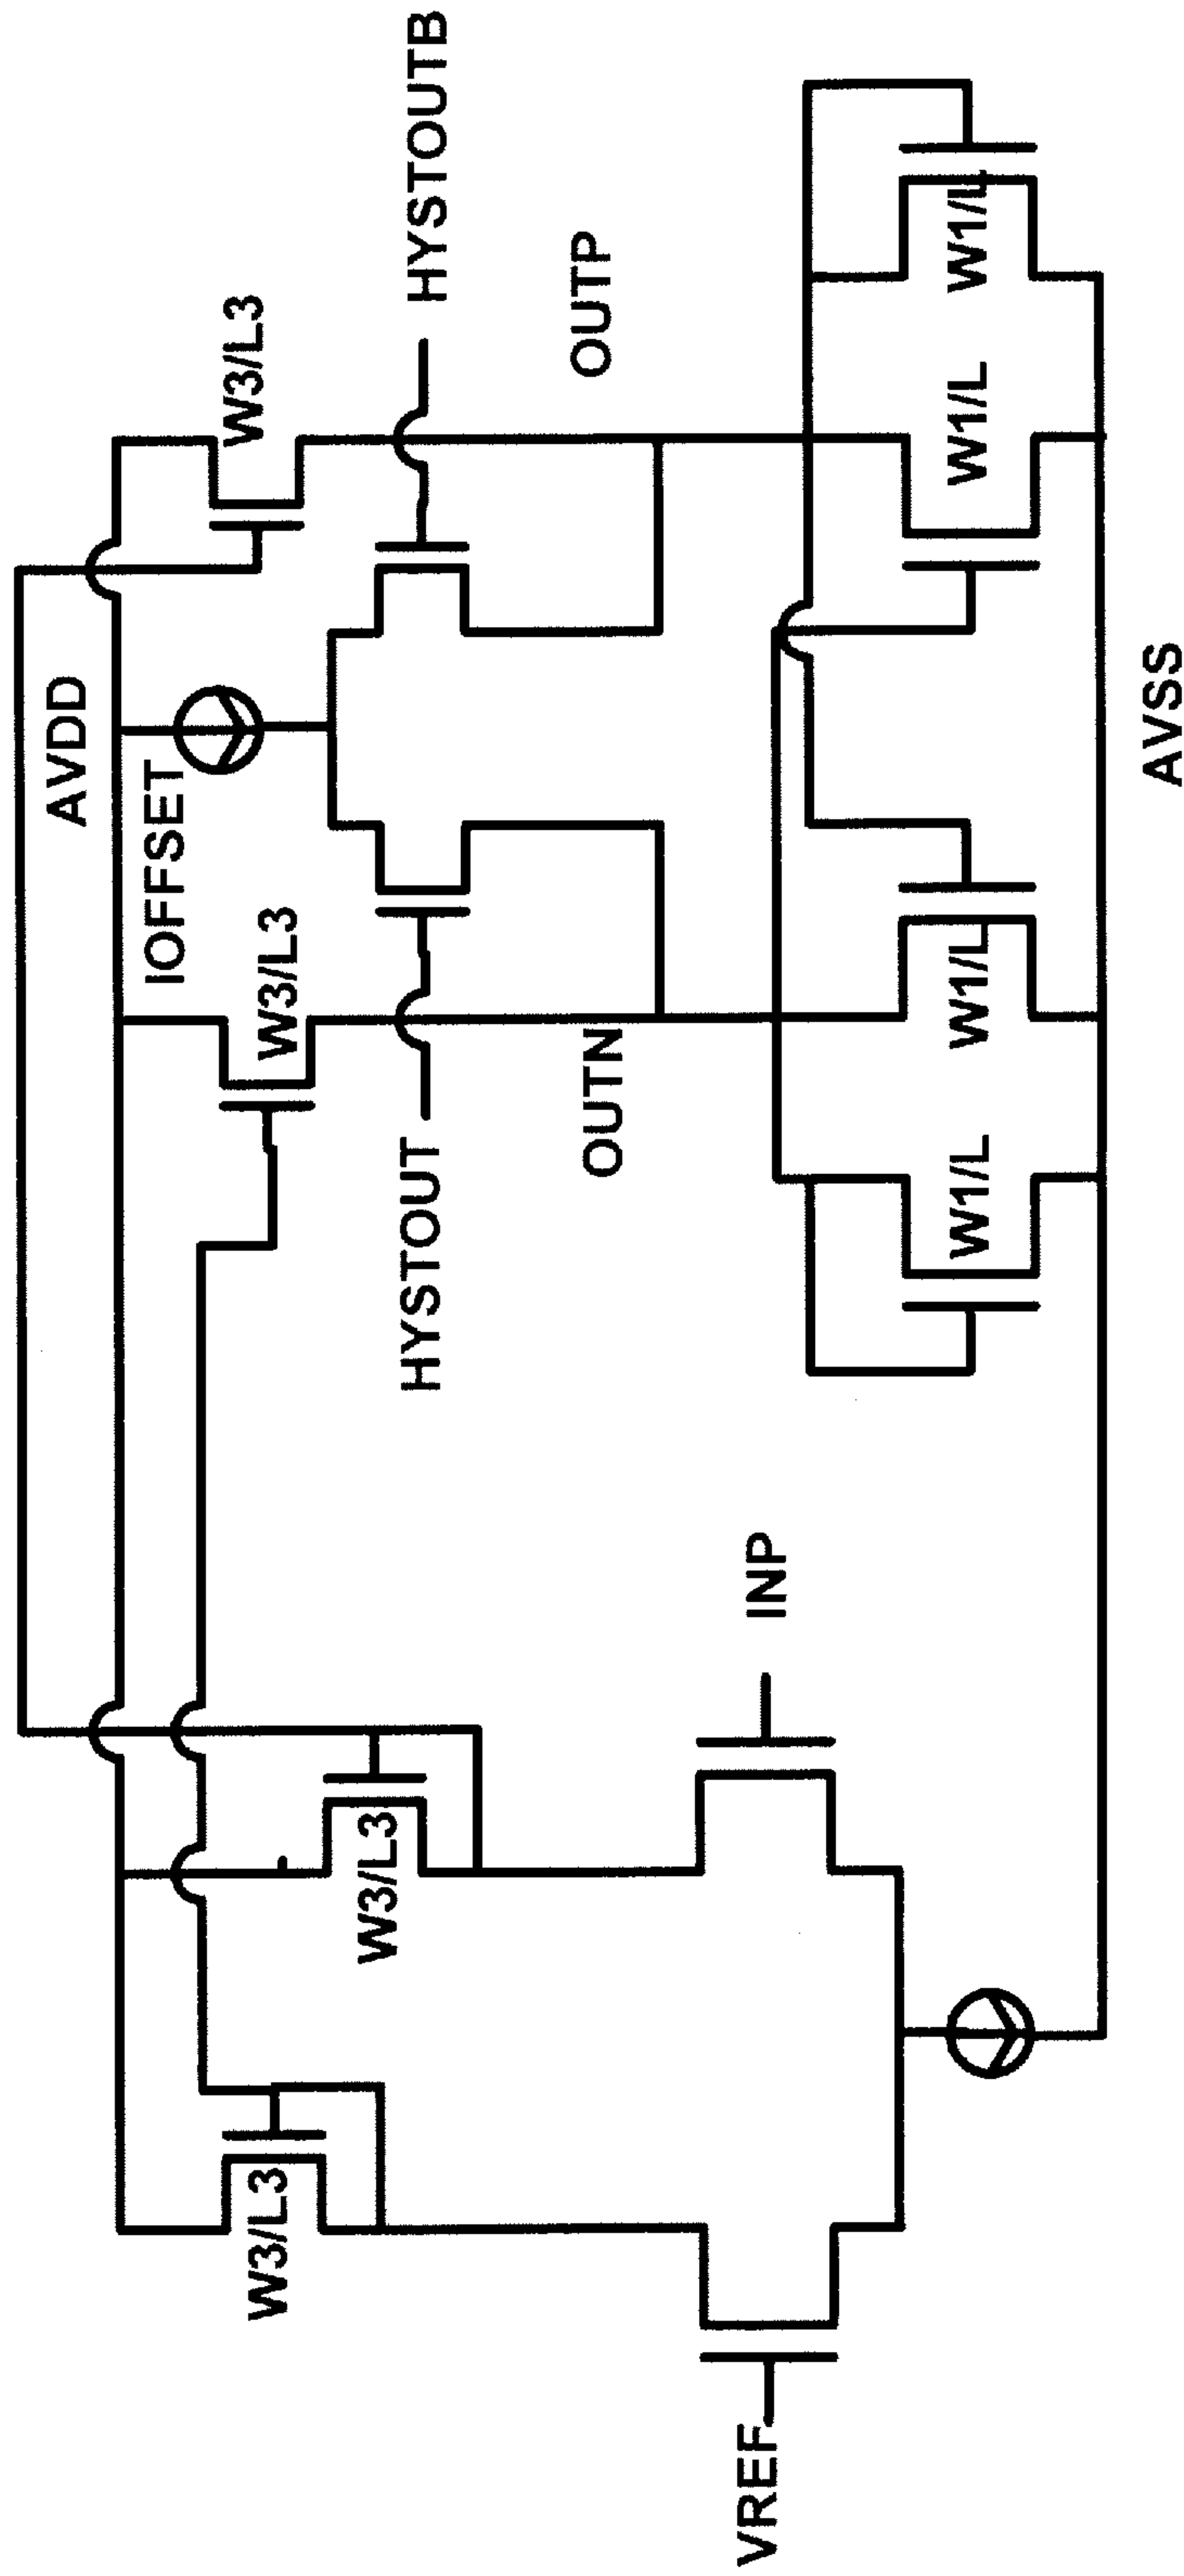 AVDD
IOFFSET
W3/L3
W3/L3
W3/L3
W3/L3
HYSTOUT
HYSTOUTB
OUTN
OUTP
VREF
INP
W1/L
W1/L
W1/L
W1/L
AVSS